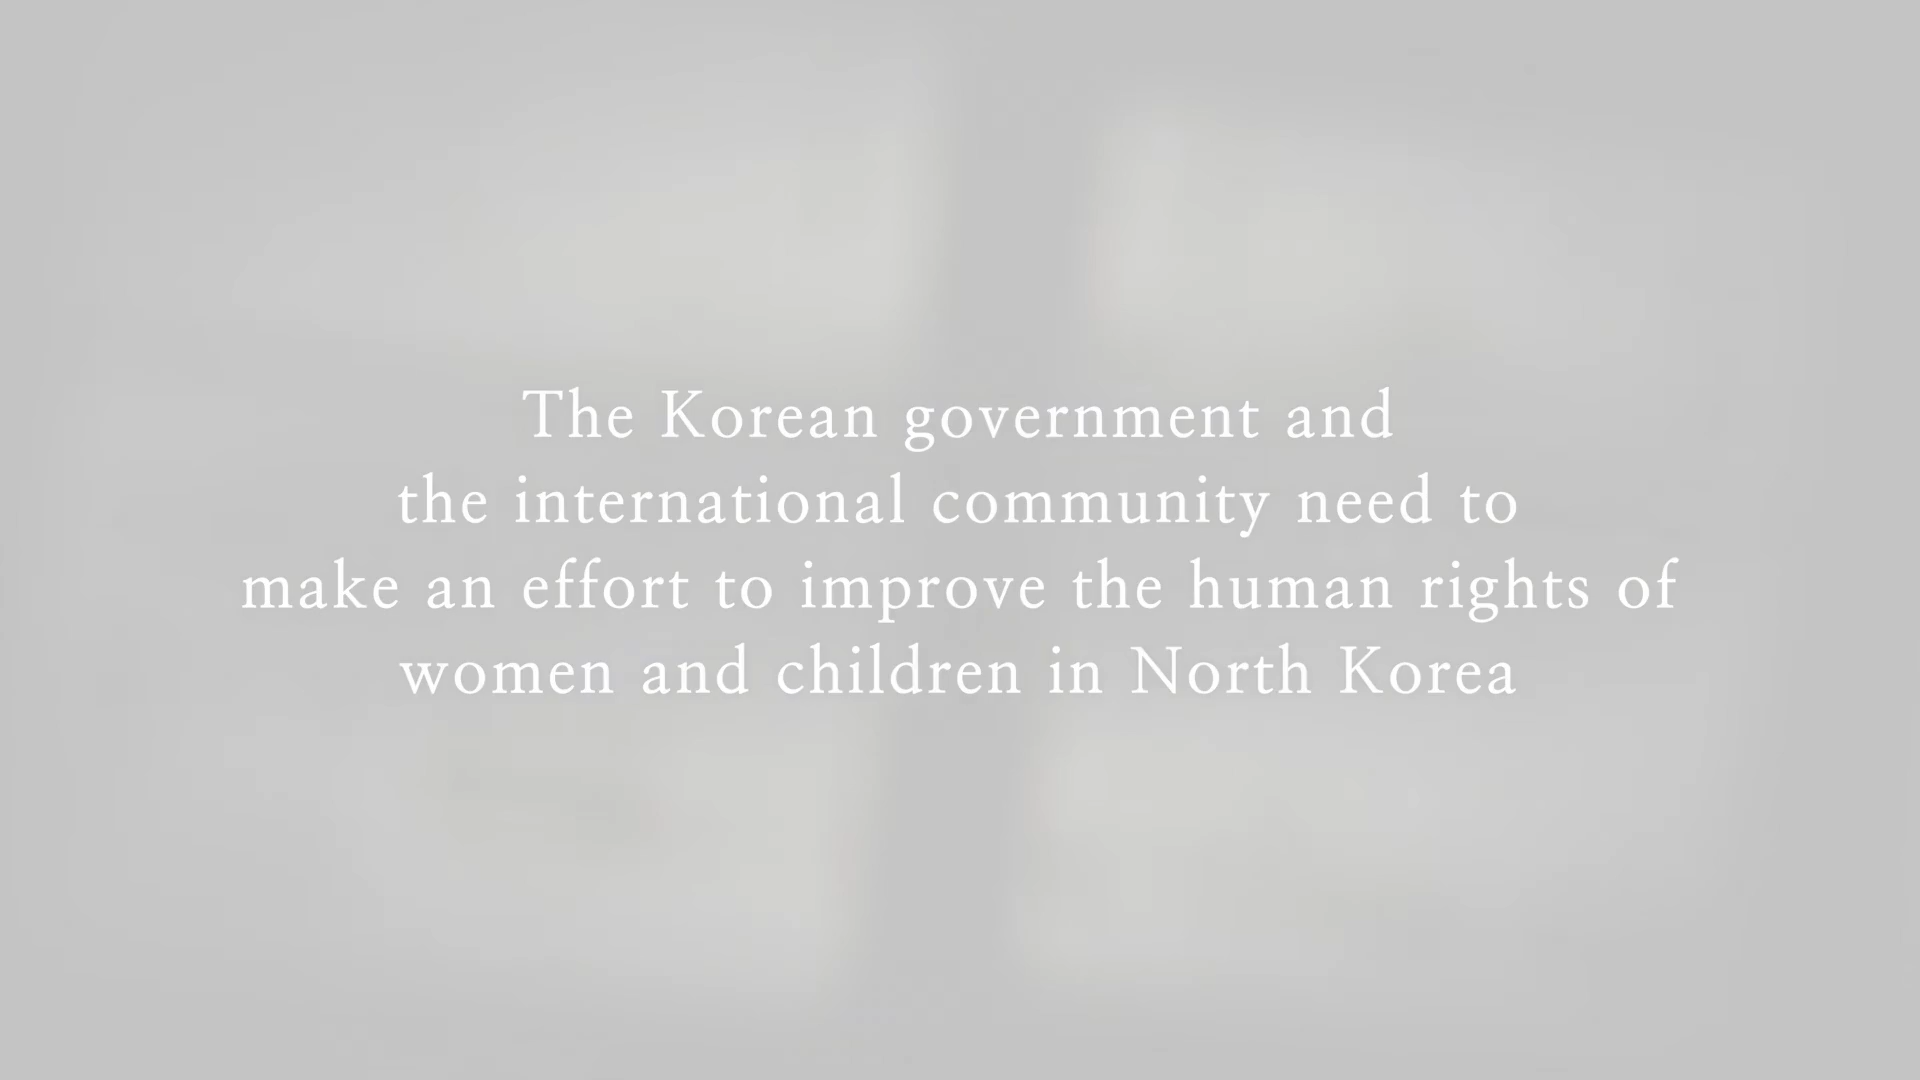 The Korean government and
the international community need to
make an effort to improve the human rights of
women and children in North Korea